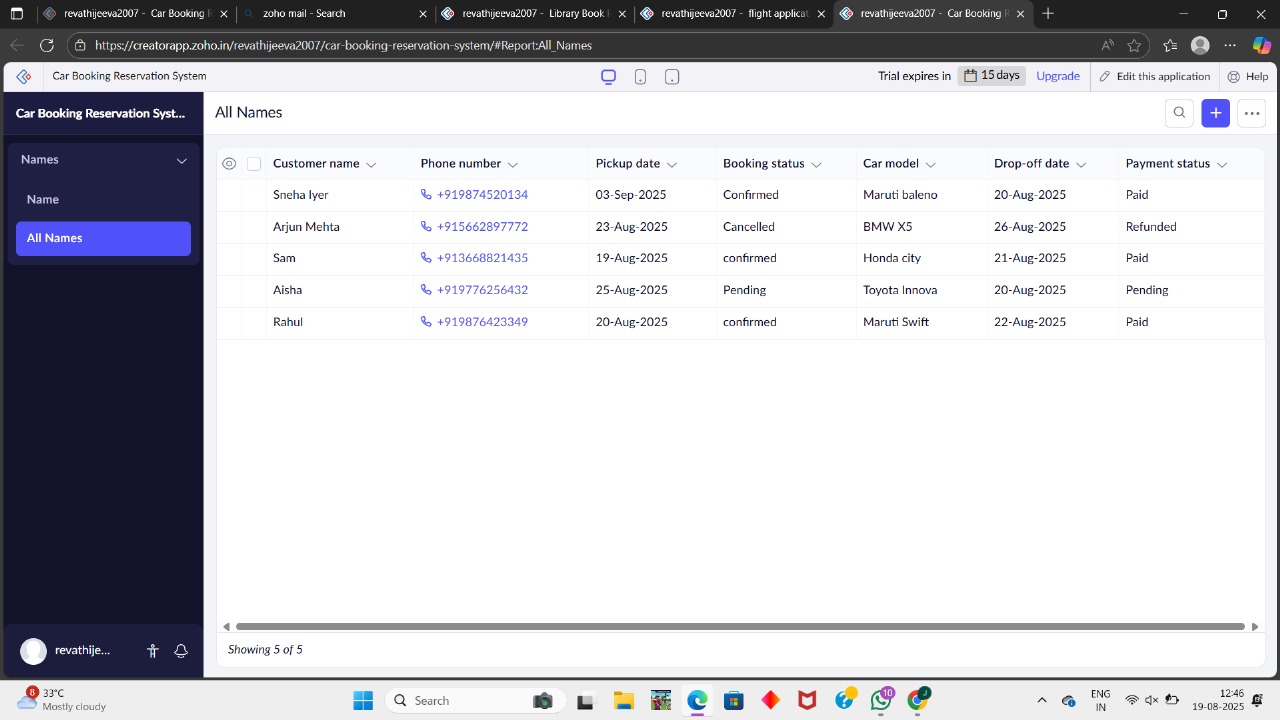 revathijeeva2007 - Car Booking R
zoho mail - Search
revathijeeva2007 - Library Book
revathijeeva2007 - flight applicat
revathijeeva2007 - Car Booking R
https://creatorapp.zoho.in/revathijeeva2007/car-booking-reservation-system/#Report:All_Names
Car Booking Reservation System
Trial expires in 15 days Upgrade Edit this application Help
Car Booking Reservation Syst...
All Names
Names
Name
All Names
Customer name Phone number Pickup date Booking status Car model Drop-off date Payment status
Sneha Iyer +919874520134 03-Sep-2025 Confirmed Maruti baleno 20-Aug-2025 Paid
Arjun Mehta +915662897772 23-Aug-2025 Cancelled BMW X5 26-Aug-2025 Refunded
Sam +913668821435 19-Aug-2025 confirmed Honda city 21-Aug-2025 Paid
Aisha +919776256432 25-Aug-2025 Pending Toyota Innova 20-Aug-2025 Pending
Rahul +919876423349 20-Aug-2025 confirmed Maruti Swift 22-Aug-2025 Paid
Showing 5 of 5
revathije...
8
33°C
Mostly cloudy
Search
10
J
ENG
IN
12:46
19-08-2025